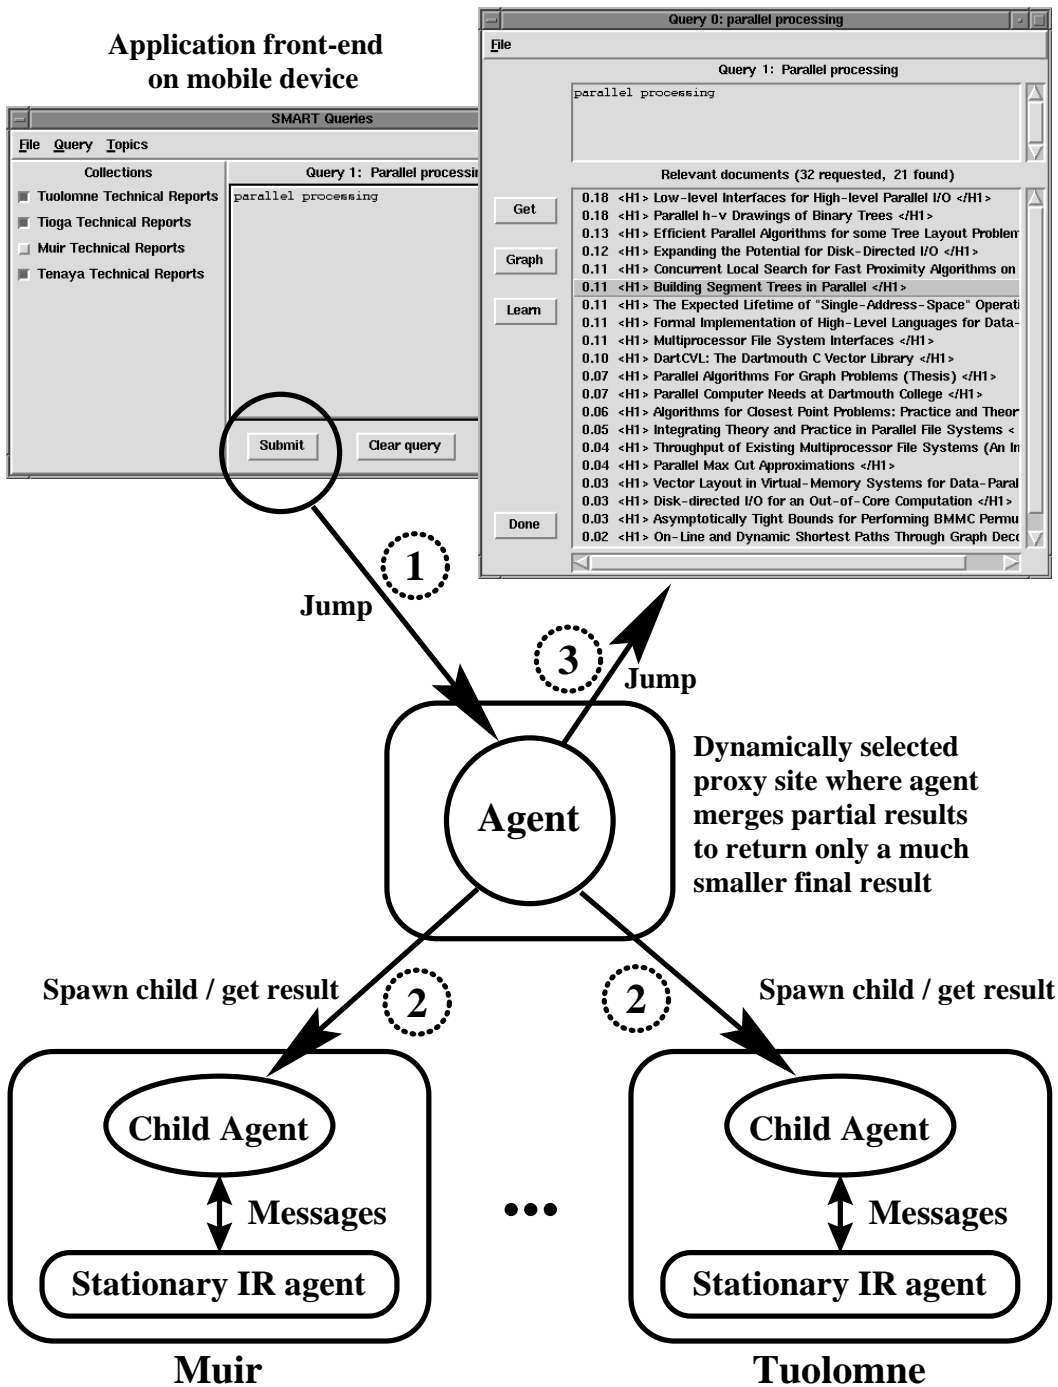 Application front-end
on mobile device
SMART Queries
File Query Topics
Collections
Tuolomne Technical Reports
Tioga Technical Reports
Muir Technical Reports
Tenaya Technical Reports
Query 1: Parallel processin
parallel processing
Submit
Clear query
Query 0: parallel processing
File
Query 1: Parallel processing
parallel processing
Relevant documents (32 requested, 21 found)
Get
Graph
Learn
Done
0.18 <H1> Low-level Interfaces for High-level Parallel I/O </H1>
0.18 <H1> Parallel h-v Drawings of Binary Trees </H1>
0.13 <H1> Efficient Parallel Algorithms for some Tree Layout Problem
0.12 <H1> Expanding the Potential for Disk-Directed I/O </H1>
0.11 <H1> Concurrent Local Search for Fast Proximity Algorithms on
0.11 <H1> Building Segment Trees in Parallel </H1>
0.11 <H1> The Expected Lifetime of "Single-Address-Space" Operati
0.11 <H1> Formal Implementation of High-Level Languages for Data-
0.11 <H1> Multiprocessor File System Interfaces </H1>
0.10 <H1> DartCVL: The Dartmouth C Vector Library </H1>
0.07 <H1> Parallel Algorithms For Graph Problems (Thesis) </H1>
0.07 <H1> Parallel Computer Needs at Dartmouth College </H1>
0.06 <H1> Algorithms for Closest Point Problems: Practice and Theor
0.05 <H1> Integrating Theory and Practice in Parallel File Systems <
0.04 <H1> Throughput of Existing Multiprocessor File Systems (An In
0.04 <H1> Parallel Max Cut Approximations </H1>
0.03 <H1> Vector Layout in Virtual-Memory Systems for Data-Paral
0.03 <H1> Disk-directed I/O for an Out-of-Core Computation </H1>
0.03 <H1> Asymptotically Tight Bounds for Performing BMMC Permu
0.02 <H1> On-Line and Dynamic Shortest Paths Through Graph Deco
1
Jump
3
Jump
Agent
Dynamically selected
proxy site where agent
merges partial results
to return only a much
smaller final result
Spawn child / get result
2
2
Spawn child / get result
Child Agent
Messages
Stationary IR agent
Muir
•••
Child Agent
Messages
Stationary IR agent
Tuolomne